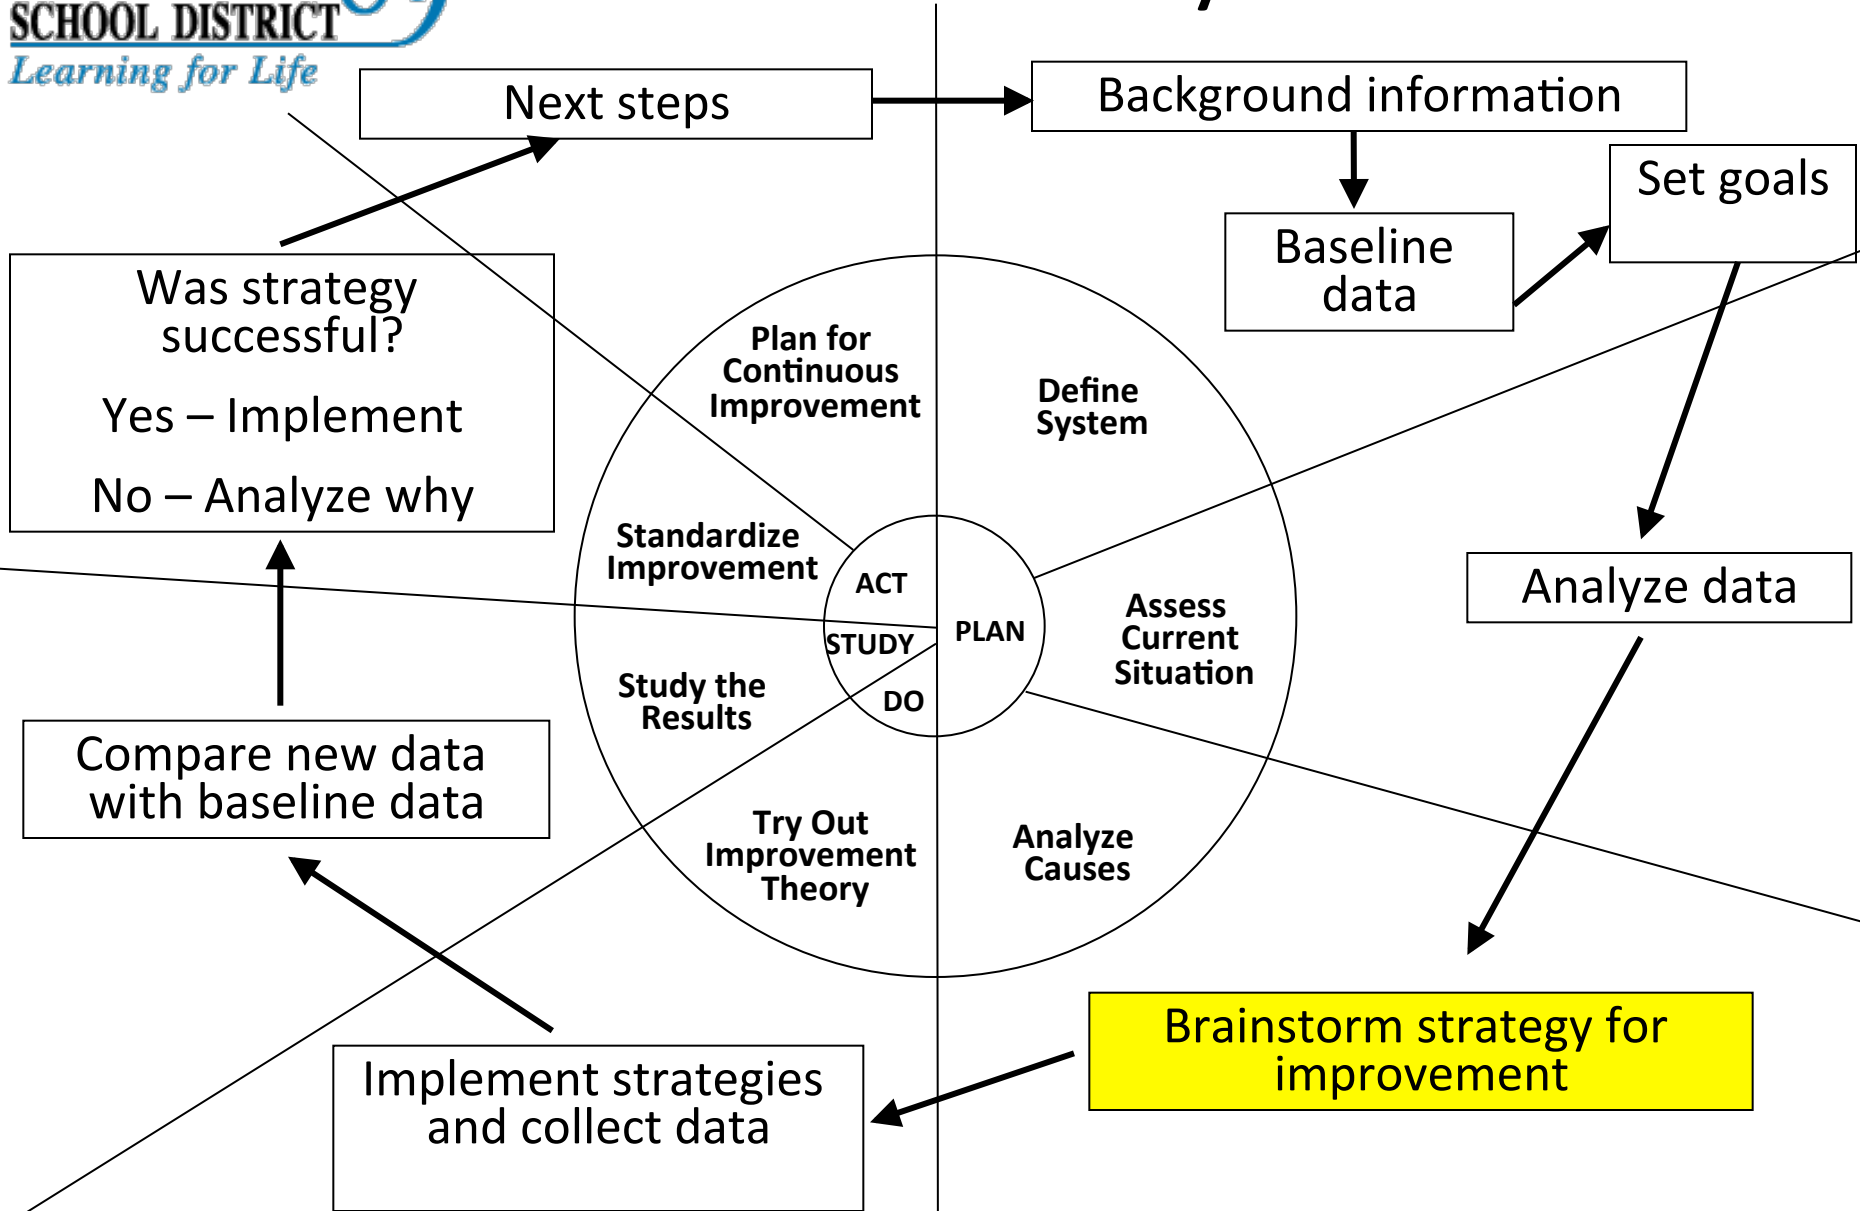 SCHOOL DISTRICT
Learning for Life
Next steps
Background information
Set goals
Baseline
data
Was strategy
successful?
Yes – Implement
No – Analyze why
Plan for
Continuous
Improvement
Define
System
Standardize
Improvement
ACT
STUDY
PLAN
DO
Assess
Current
Situation
Analyze data
Study the
Results
Compare new data
with baseline data
Try Out
Improvement
Theory
Analyze
Causes
Brainstorm strategy for
improvement
Implement strategies
and collect data